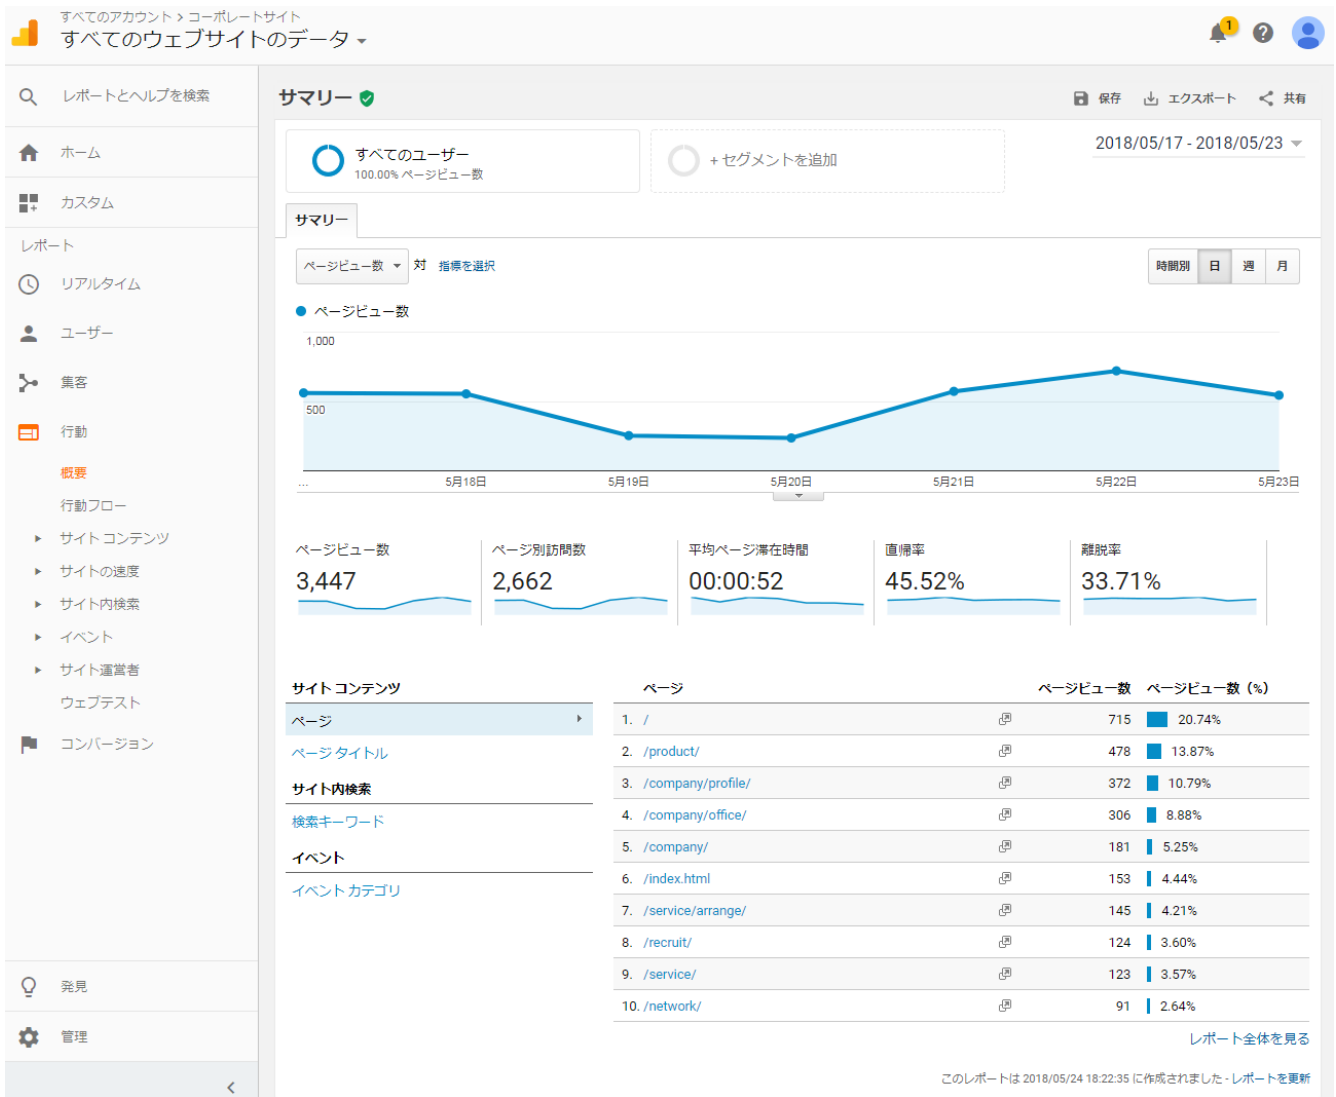 すべてのアカウント > コーポレートサイト
すべてのウェブサイトのデータ
1
レポートとヘルプを検索
ホーム
カスタム
レポート
リアルタイム
ユーザー
集客
行動
概要
行動フロー
サイト コンテンツ
サイトの速度
サイト内検索
イベント
サイト運営者
ウェブテスト
コンバージョン
発見
管理
サマリー
保存 エクスポート 共有
すべてのユーザー
100.00% ページビュー数
+ セグメントを追加
2018/05/17 - 2018/05/23
サマリー
ページビュー数 対 指標を選択
時間別 日 週 月
ページビュー数
1,000
500
... 5月18日 5月19日 5月20日 5月21日 5月22日 5月23日
ページビュー数 ページ別訪問数 平均ページ滞在時間 直帰率 離脱率
3,447 2,662 00:00:52 45.52% 33.71%
サイト コンテンツ
ページ
ページ タイトル
サイト内検索
検索キーワード
イベント
イベント カテゴリ
ページ ページビュー数 ページビュー数（%）
1. / 715 20.74%
2. /product/ 478 13.87%
3. /company/profile/ 372 10.79%
4. /company/office/ 306 8.88%
5. /company/ 181 5.25%
6. /index.html 153 4.44%
7. /service/arrange/ 145 4.21%
8. /recruit/ 124 3.60%
9. /service/ 123 3.57%
10. /network/ 91 2.64%
レポート全体を見る
このレポートは 2018/05/24 18:22:35 に作成されました - レポートを更新